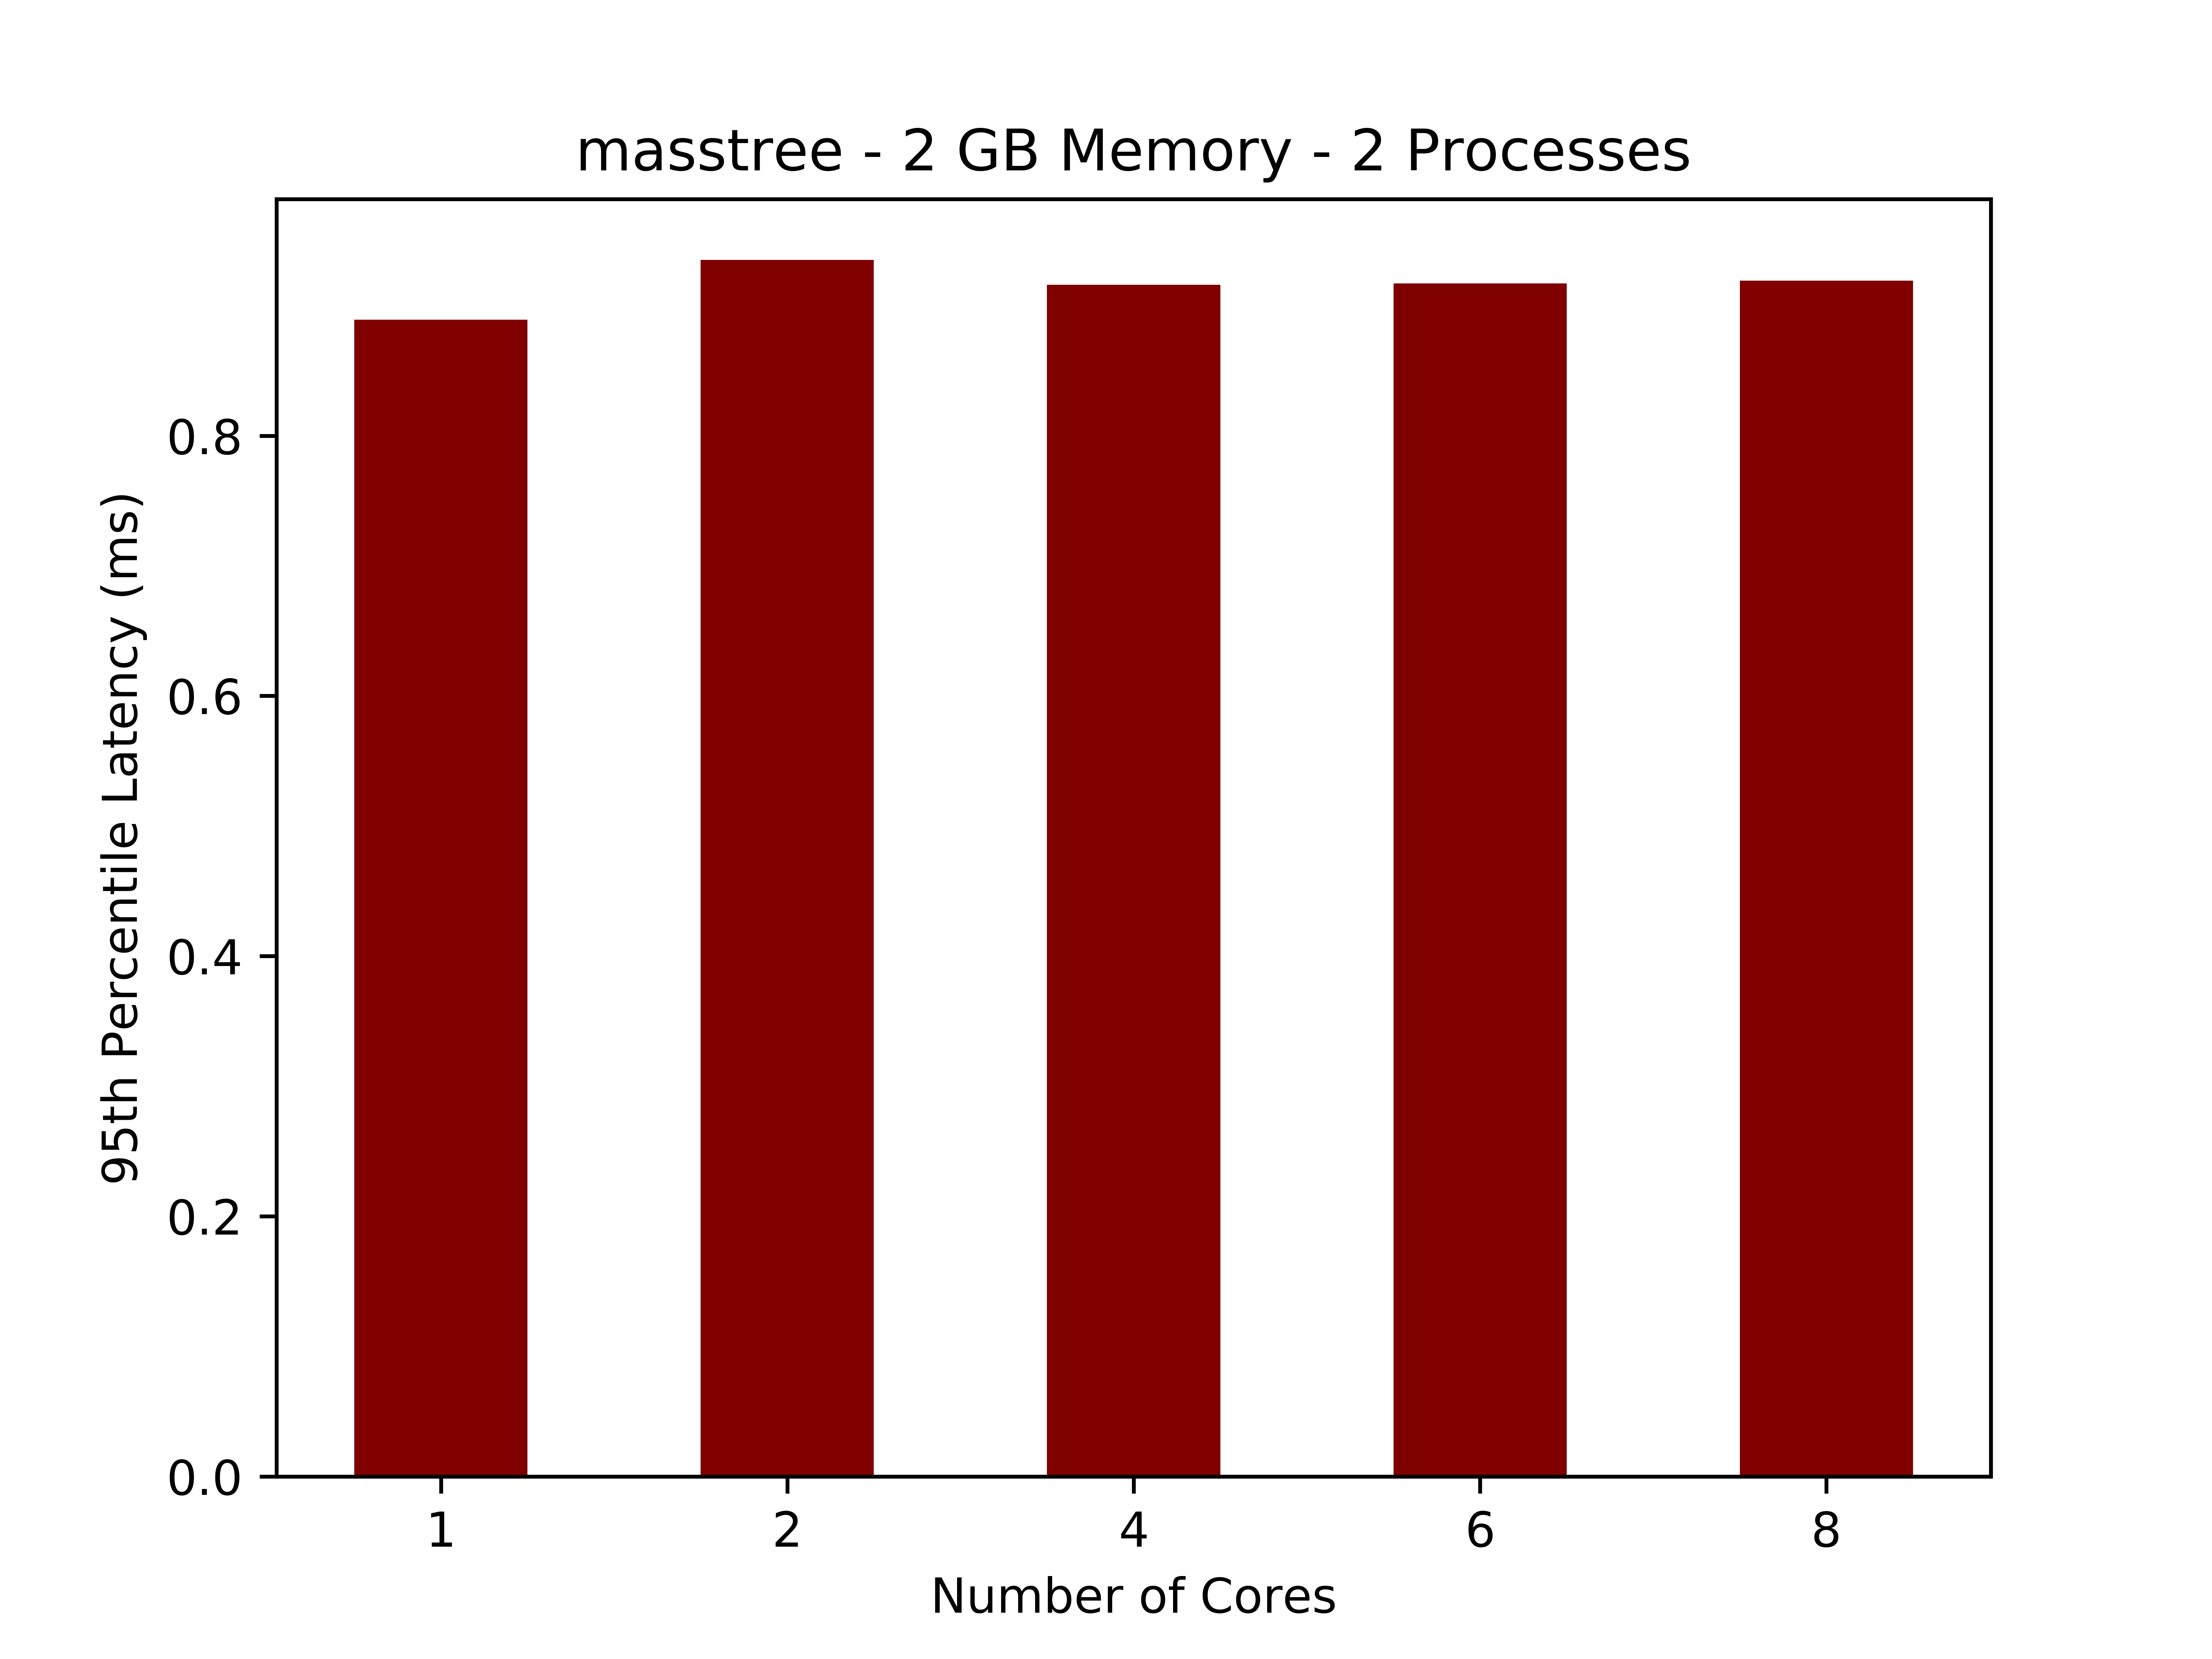 masstree - 2 GB Memory - 2 Processes
95th Percentile Latency (ms)
0.8
0.6
0.4
0.2
0.0
1 2 4 6 8
Number of Cores